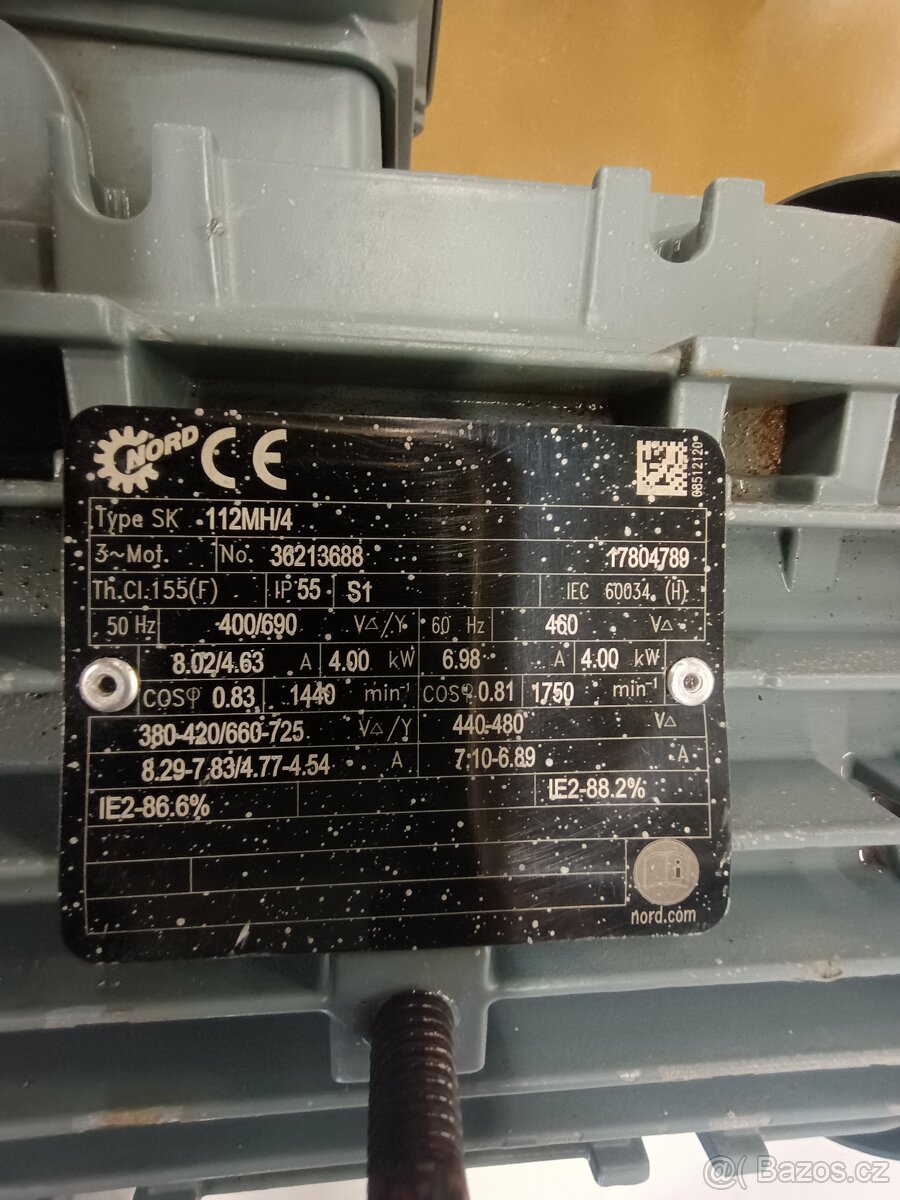 NORD CE 08512120
Type SK 112MH/4
3~Mot. No. 36213688 17804789
Th.Cl.155(F) IP 55 S1 IEC 60034 (H)
50 Hz 400/690 V△/Y 60 Hz 460 V△
8.02/4.63 A 4.00 kW 6.98 A 4.00 kW
COSφ 0.83 1440 min⁻¹ COSφ 0.81 1750 min⁻¹
380-420/660-725 V△/Y 440-480 V△
8.29-7.83/4.77-4.54 A 7.10-6.89 A
IE2-86.6% IE2-88.2%
nord.com
@ Bazos.cz